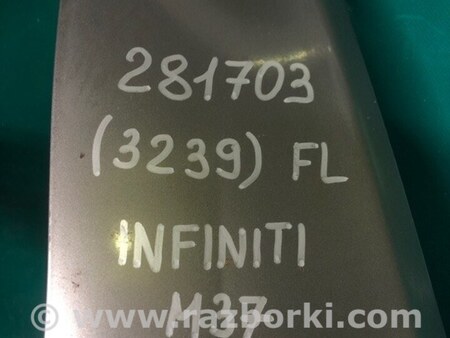 281703
(3239) FL
INFINITI
M37
© www.razborki.com